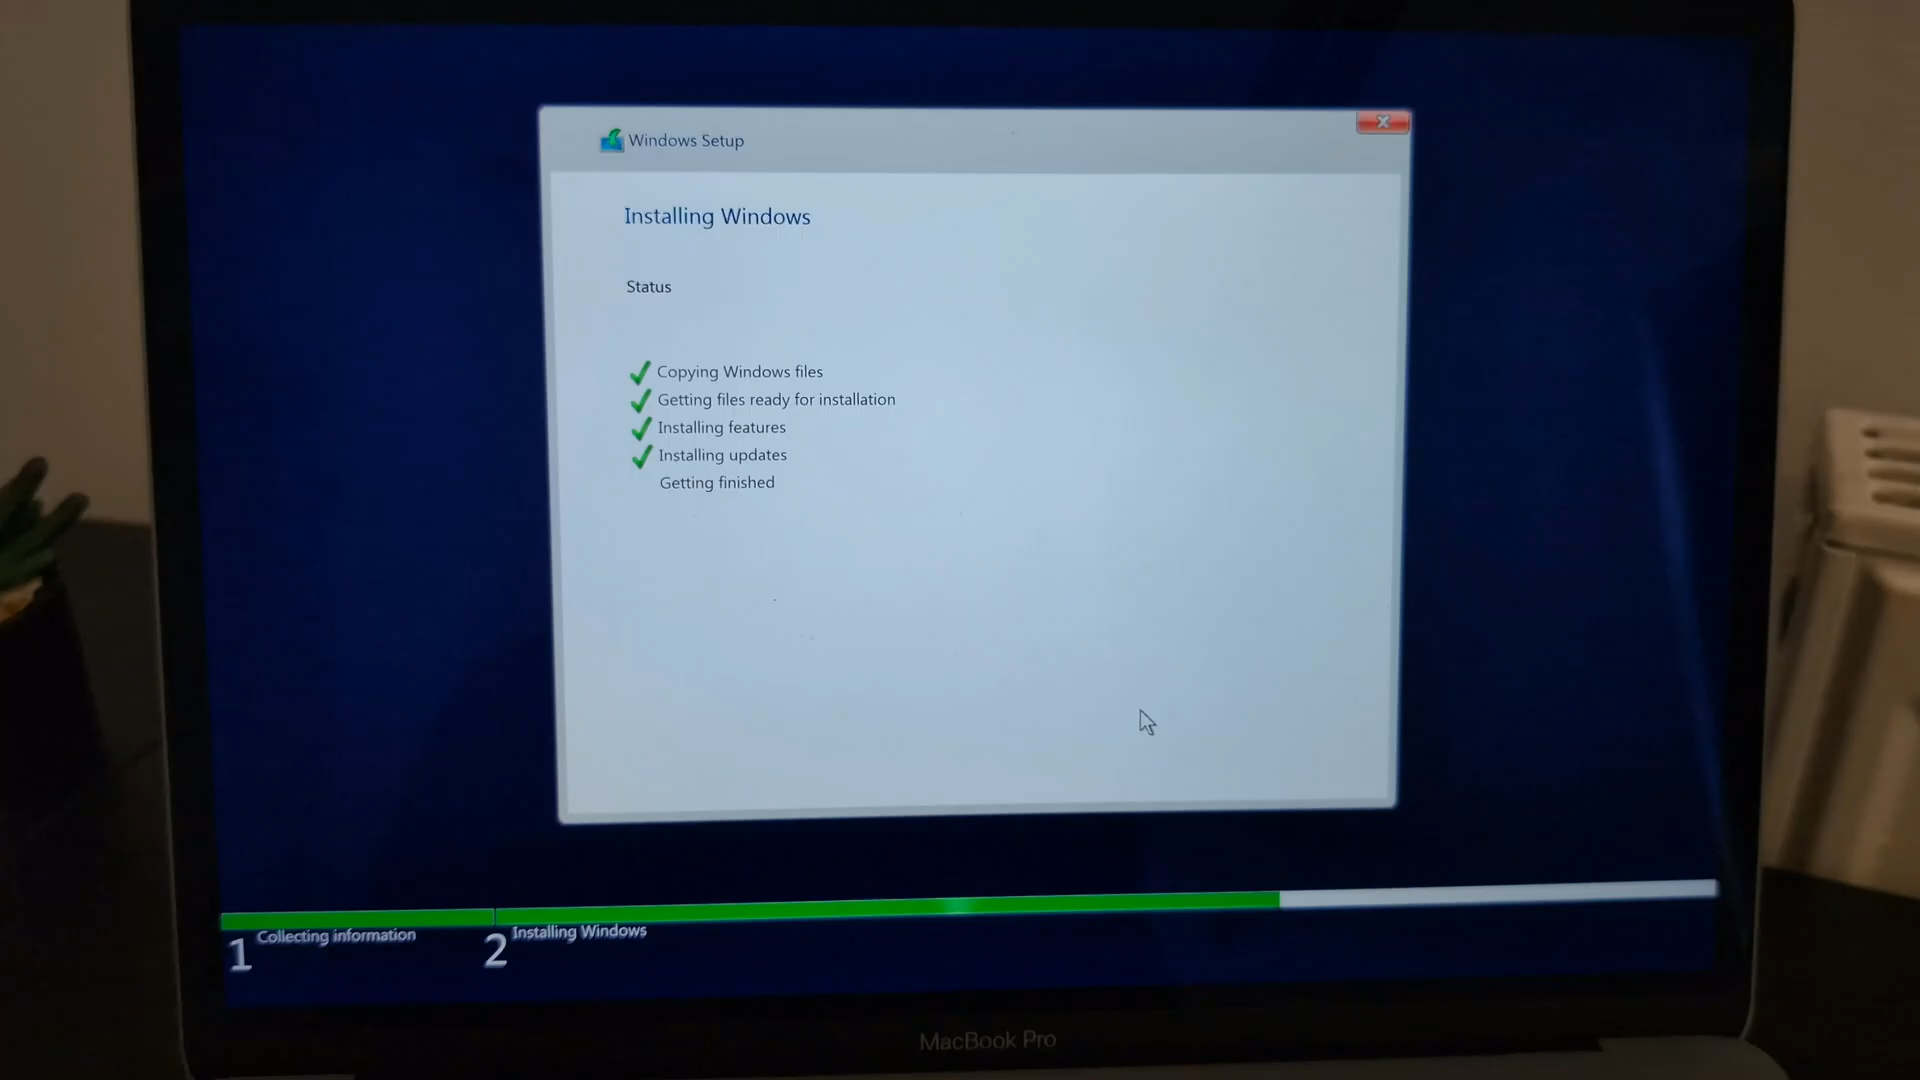 Windows Setup
Installing Windows
Status
Copying Windows files
Getting files ready for installation
Installing features
Installing updates
Getting finished
1 Collecting information
2 Installing Windows
MacBook Pro